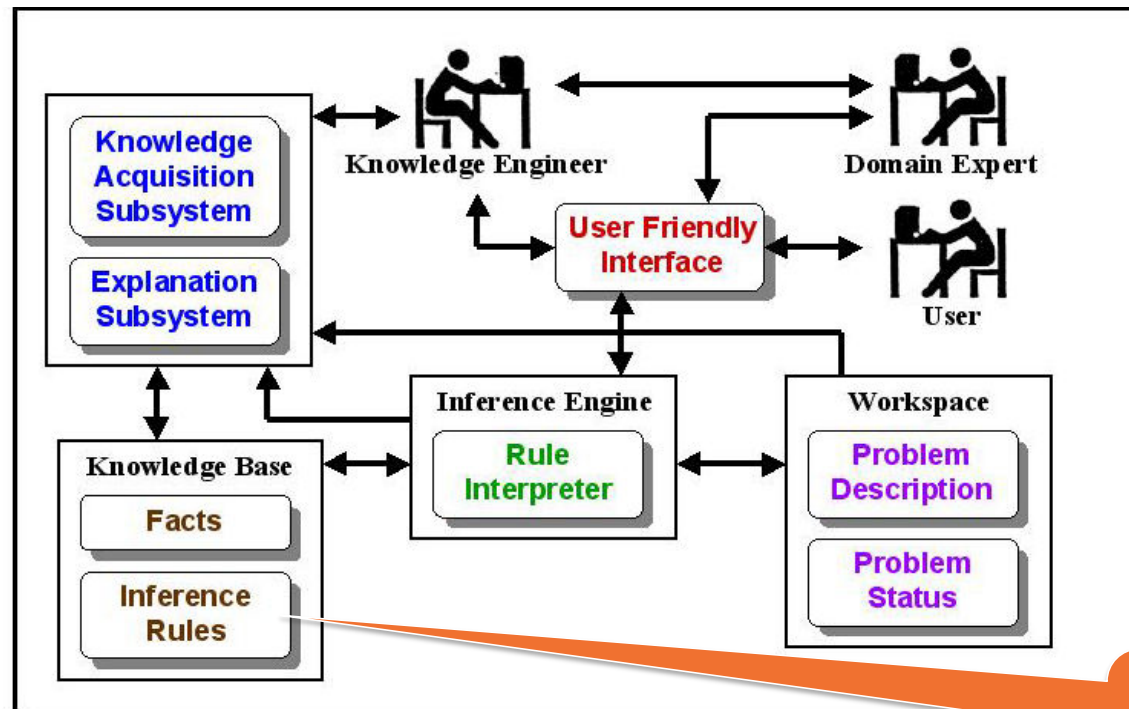 Knowledge
Acquisition
Subsystem
Explanation
Subsystem
Knowledge Engineer
Domain Expert
User Friendly
Interface
User
Inference Engine
Rule
Interpreter
Workspace
Problem
Description
Problem
Status
Knowledge Base
Facts
Inference
Rules